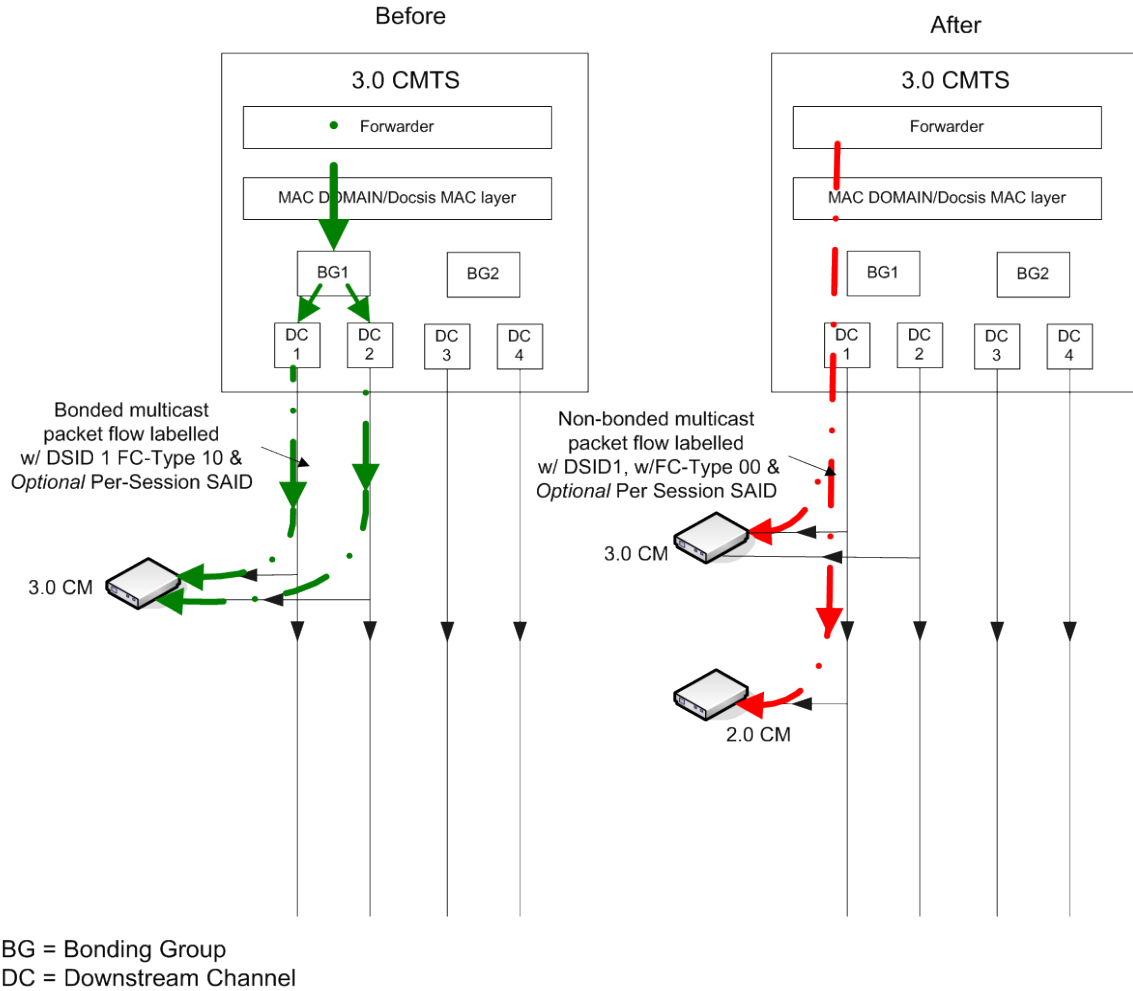 Before
3.0 CMTS
Forwarder
MAC DOMAIN/Docsis MAC layer
BG1
BG2
DC
1
DC
2
DC
3
DC
4
Bonded multicast
packet flow labelled
w/ DSID 1 FC-Type 10 &
Optional Per-Session SAID
3.0 CM
After
3.0 CMTS
Forwarder
MAC DOMAIN/Docsis MAC layer
BG1
BG2
DC
1
DC
2
DC
3
DC
4
Non-bonded multicast
packet flow labelled
w/ DSID1, w/FC-Type 00 &
Optional Per Session SAID
3.0 CM
2.0 CM
BG = Bonding Group
DC = Downstream Channel